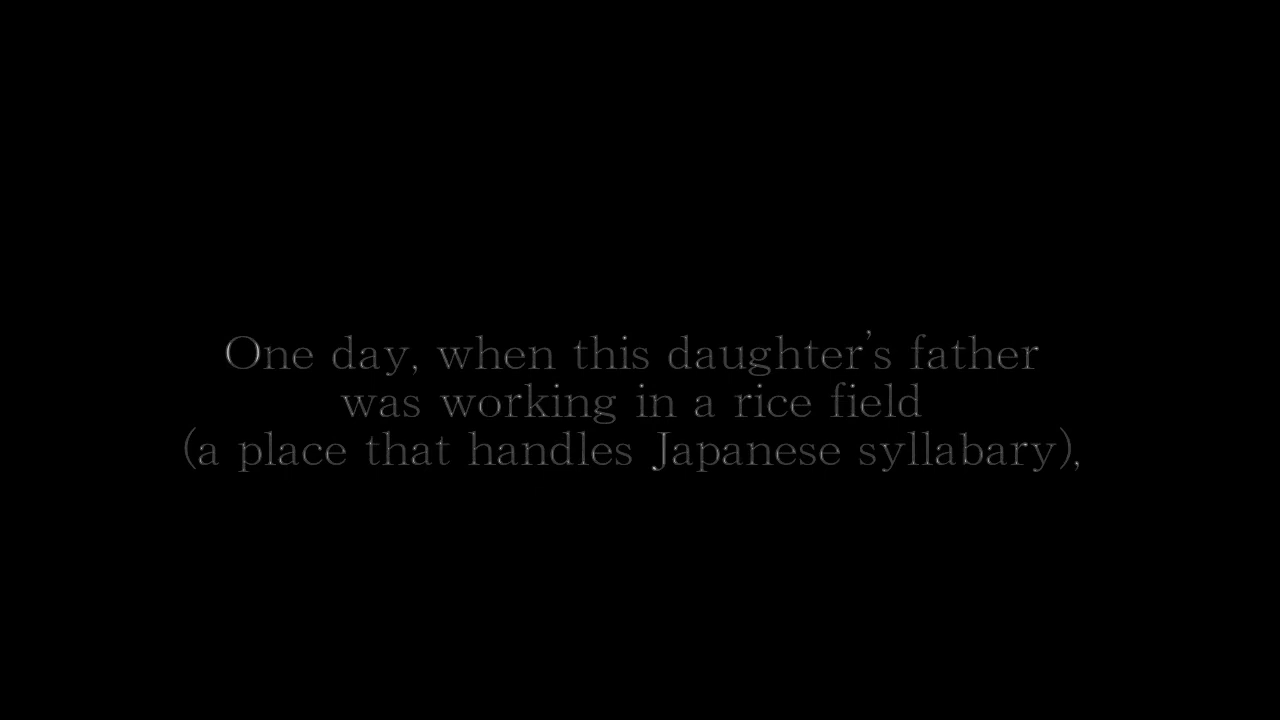 One day, when this daughter’s father
was working in a rice field
(a place that handles Japanese syllabary),